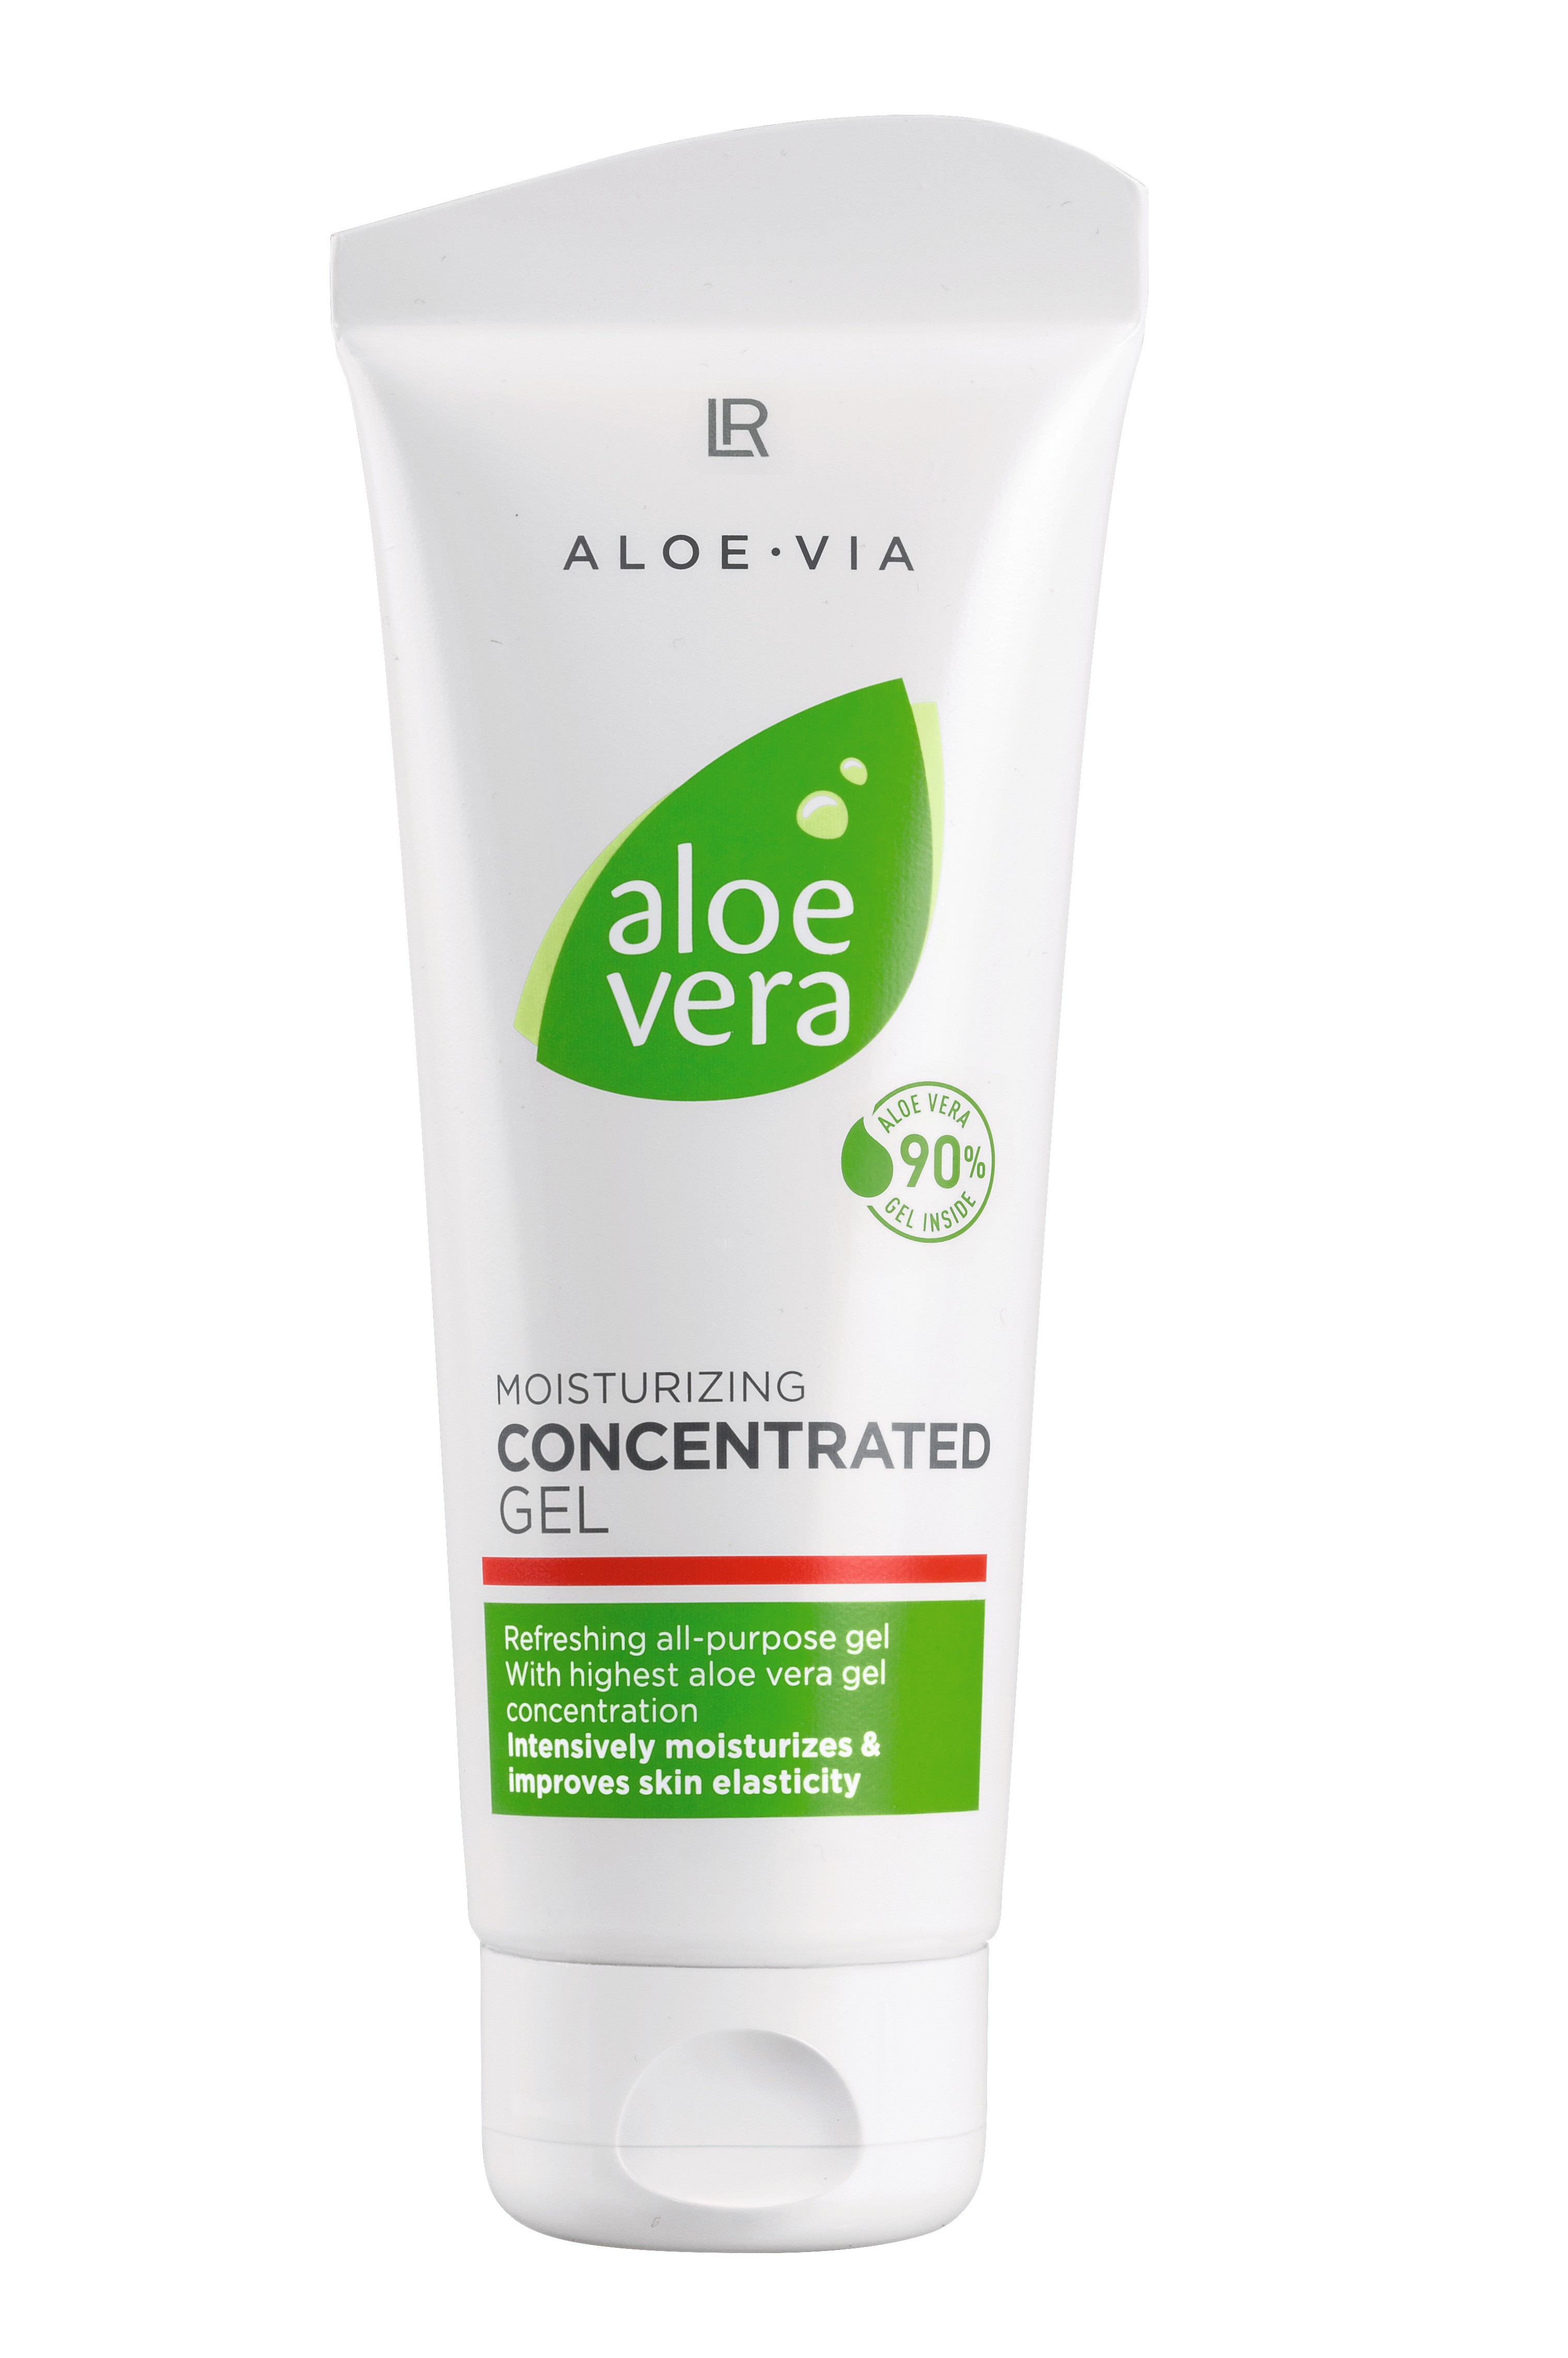 LR
ALOE•VIA
aloe
vera
ALOE VERA
90%
GEL INSIDE
MOISTURIZING
CONCENTRATED
GEL
Refreshing all-purpose gel
With highest aloe vera gel
concentration
Intensively moisturizes &
improves skin elasticity